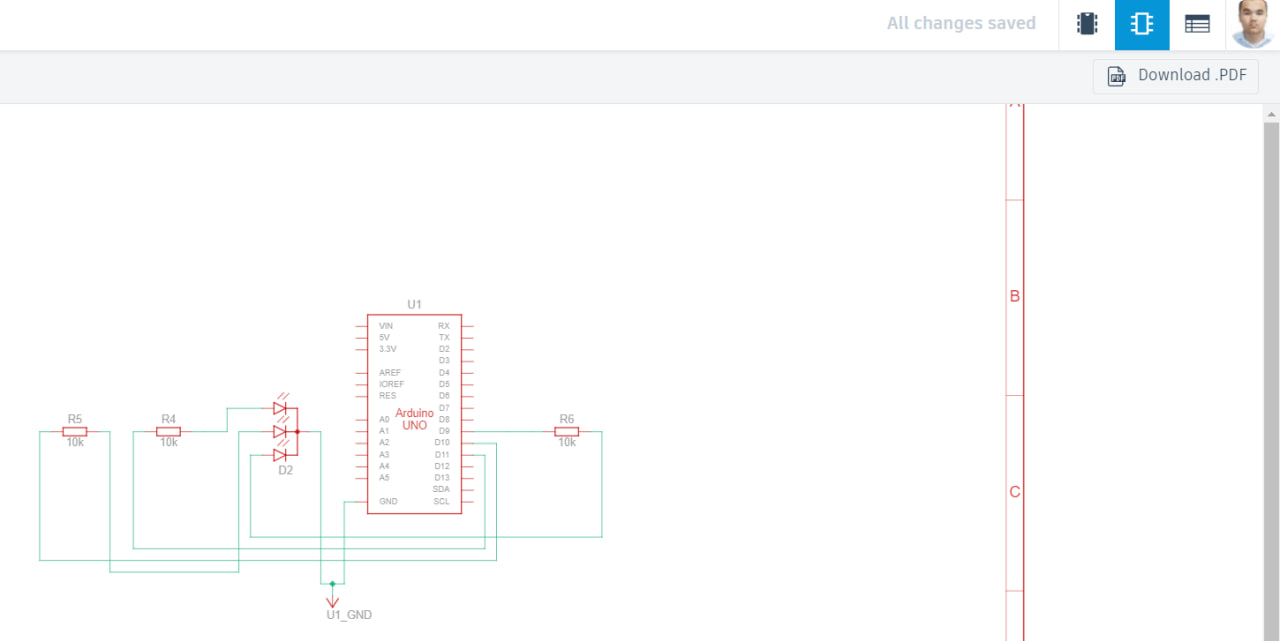 All changes saved
PDF
Download .PDF
A
B
C
U1
VIN
5V
3.3V
AREF
IOREF
RES
A0
A1
A2
A3
A4
A5
GND
Arduino
UNO
RX
TX
D2
D3
D4
D5
D6
D7
D8
D9
D10
D11
D12
D13
SDA
SCL
R5
10k
R4
10k
D2
R6
10k
U1_GND